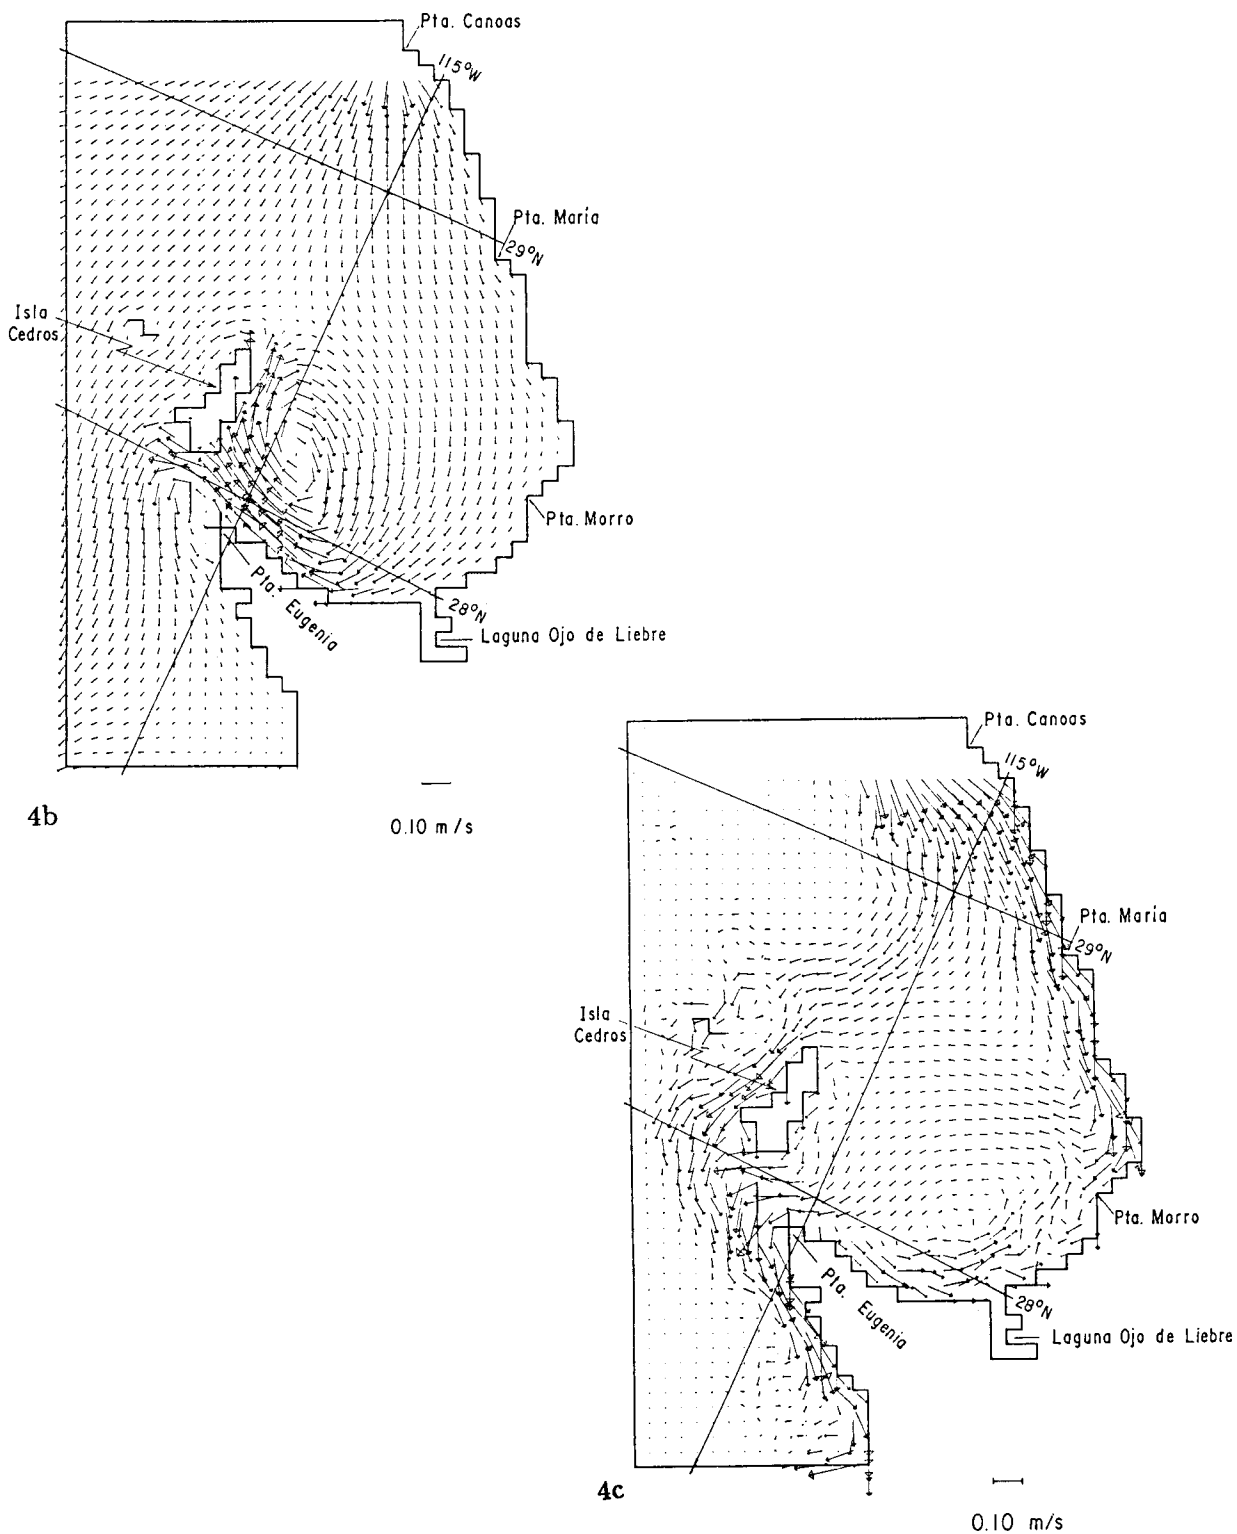 Pta. Canoas
115°W
Pta. María
29°N
Isla
Cedros
Pta. Morro
Pta. Eugenia
28°N
Laguna Ojo de Liebre
4b
0.10 m/s
Pta. Canoas
115°W
Pta. María
29°N
Isla
Cedros
Pta. Morro
Pta. Eugenia
28°N
Laguna Ojo de Liebre
4c
0.10 m/s